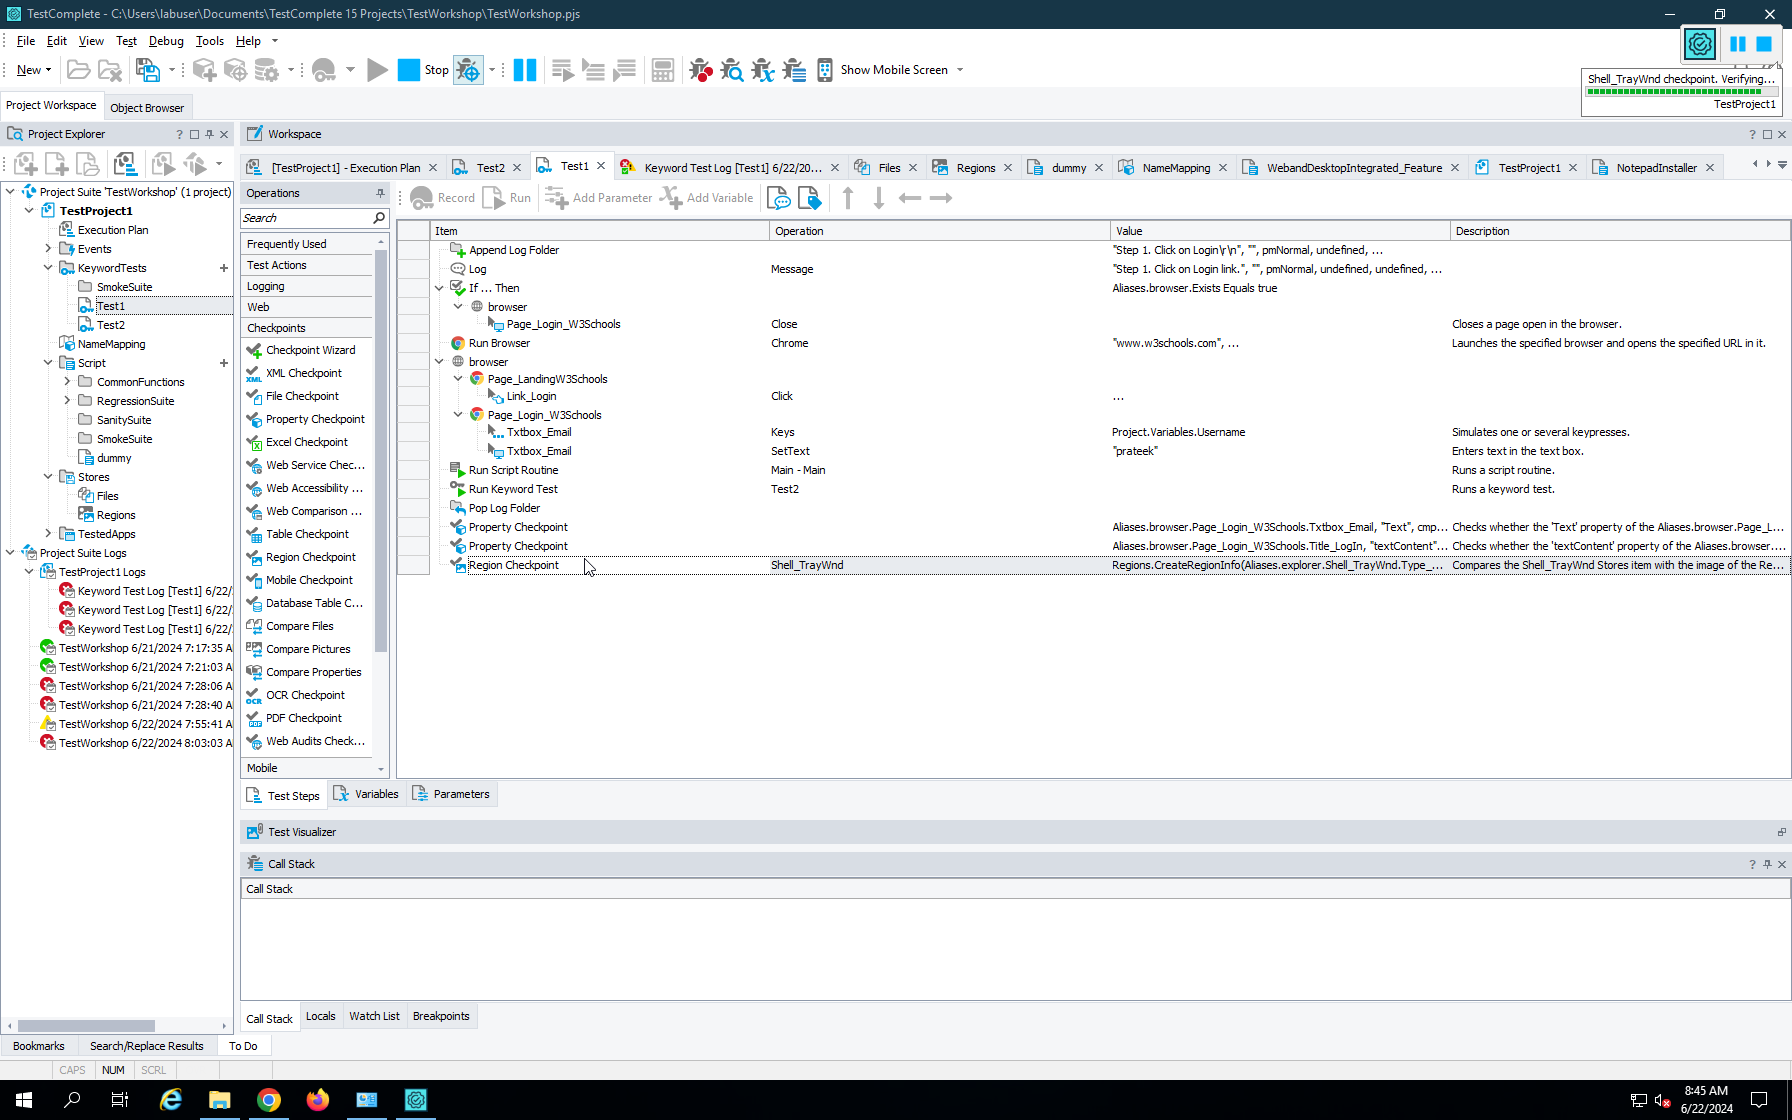 TestComplete - C:\Users\labuser\Documents\TestComplete 15 Projects\TestWorkshop\TestWorkshop.pjs
File Edit View Test Debug Tools Help
New Stop Show Mobile Screen
Shell_TrayWnd checkpoint. Verifying...
TestProject1
Project Workspace Object Browser
Project Explorer
Workspace
[TestProject1] - Execution Plan Test2 Test1 Keyword Test Log [Test1] 6/22/20... Files Regions dummy NameMapping WebandDesktopIntegrated_Feature TestProject1 NotepadInstaller
Project Suite 'TestWorkshop' (1 project)
TestProject1
Execution Plan
Events
KeywordTests
SmokeSuite
Test1
Test2
NameMapping
Script
CommonFunctions
RegressionSuite
SanitySuite
SmokeSuite
dummy
Stores
Files
Regions
TestedApps
Project Suite Logs
TestProject1 Logs
Keyword Test Log [Test1] 6/22/
Keyword Test Log [Test1] 6/22/
Keyword Test Log [Test1] 6/22/
TestWorkshop 6/21/2024 7:17:35 A
TestWorkshop 6/21/2024 7:21:03 A
TestWorkshop 6/21/2024 7:28:06 A
TestWorkshop 6/21/2024 7:28:40 A
TestWorkshop 6/22/2024 7:55:41 A
TestWorkshop 6/22/2024 8:03:03 A
Operations
Search
Frequently Used
Test Actions
Logging
Web
Checkpoints
Checkpoint Wizard
XML Checkpoint
File Checkpoint
Property Checkpoint
Excel Checkpoint
Web Service Chec...
Web Accessibility ...
Web Comparison ...
Table Checkpoint
Region Checkpoint
Mobile Checkpoint
Database Table C...
Compare Files
Compare Pictures
Compare Properties
OCR Checkpoint
PDF Checkpoint
Web Audits Check...
Mobile
Record Run Add Parameter Add Variable
Item Operation Value Description
Append Log Folder "Step 1. Click on Login\r\n", "", pmNormal, undefined, ...
Log Message "Step 1. Click on Login link.", "", pmNormal, undefined, undefined, ...
If ... Then Aliases.browser.Exists Equals true
browser
Page_Login_W3Schools Close Closes a page open in the browser.
Run Browser Chrome "www.w3schools.com", ... Launches the specified browser and opens the specified URL in it.
browser
Page_LandingW3Schools
Link_Login Click ...
Page_Login_W3Schools
Txtbox_Email Keys Project.Variables.Username Simulates one or several keypresses.
Txtbox_Email SetText "prateek" Enters text in the text box.
Run Script Routine Main - Main Runs a script routine.
Run Keyword Test Test2 Runs a keyword test.
Pop Log Folder
Property Checkpoint Aliases.browser.Page_Login_W3Schools.Txtbox_Email, "Text", cmp... Checks whether the 'Text' property of the Aliases.browser.Page_L...
Property Checkpoint Aliases.browser.Page_Login_W3Schools.Title_LogIn, "textContent"... Checks whether the 'textContent' property of the Aliases.browser....
Region Checkpoint Shell_TrayWnd Regions.CreateRegionInfo(Aliases.explorer.Shell_TrayWnd.Type_... Compares the Shell_TrayWnd Stores item with the image of the Re...
Test Steps Variables Parameters
Test Visualizer
Call Stack
Call Stack
Call Stack Locals Watch List Breakpoints
Bookmarks Search/Replace Results To Do
CAPS NUM SCRL
8:45 AM
6/22/2024